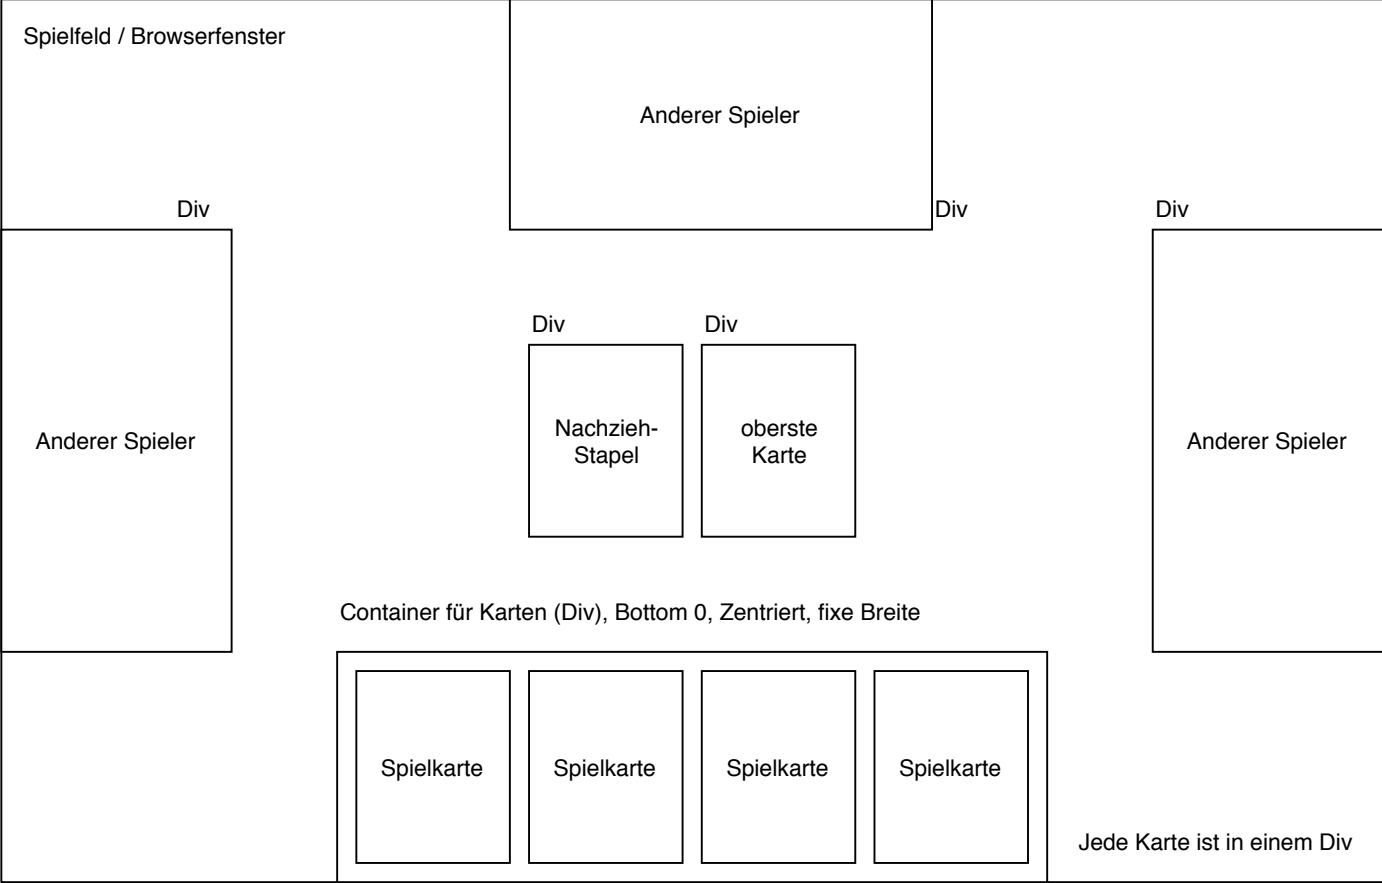 Spielfeld / Browserfenster
Anderer Spieler
Div
Div
Div
Div
Div
Anderer Spieler
Nachzieh-
Stapel
oberste
Karte
Anderer Spieler
Container für Karten (Div), Bottom 0, Zentriert, fixe Breite
Spielkarte
Spielkarte
Spielkarte
Spielkarte
Jede Karte ist in einem Div